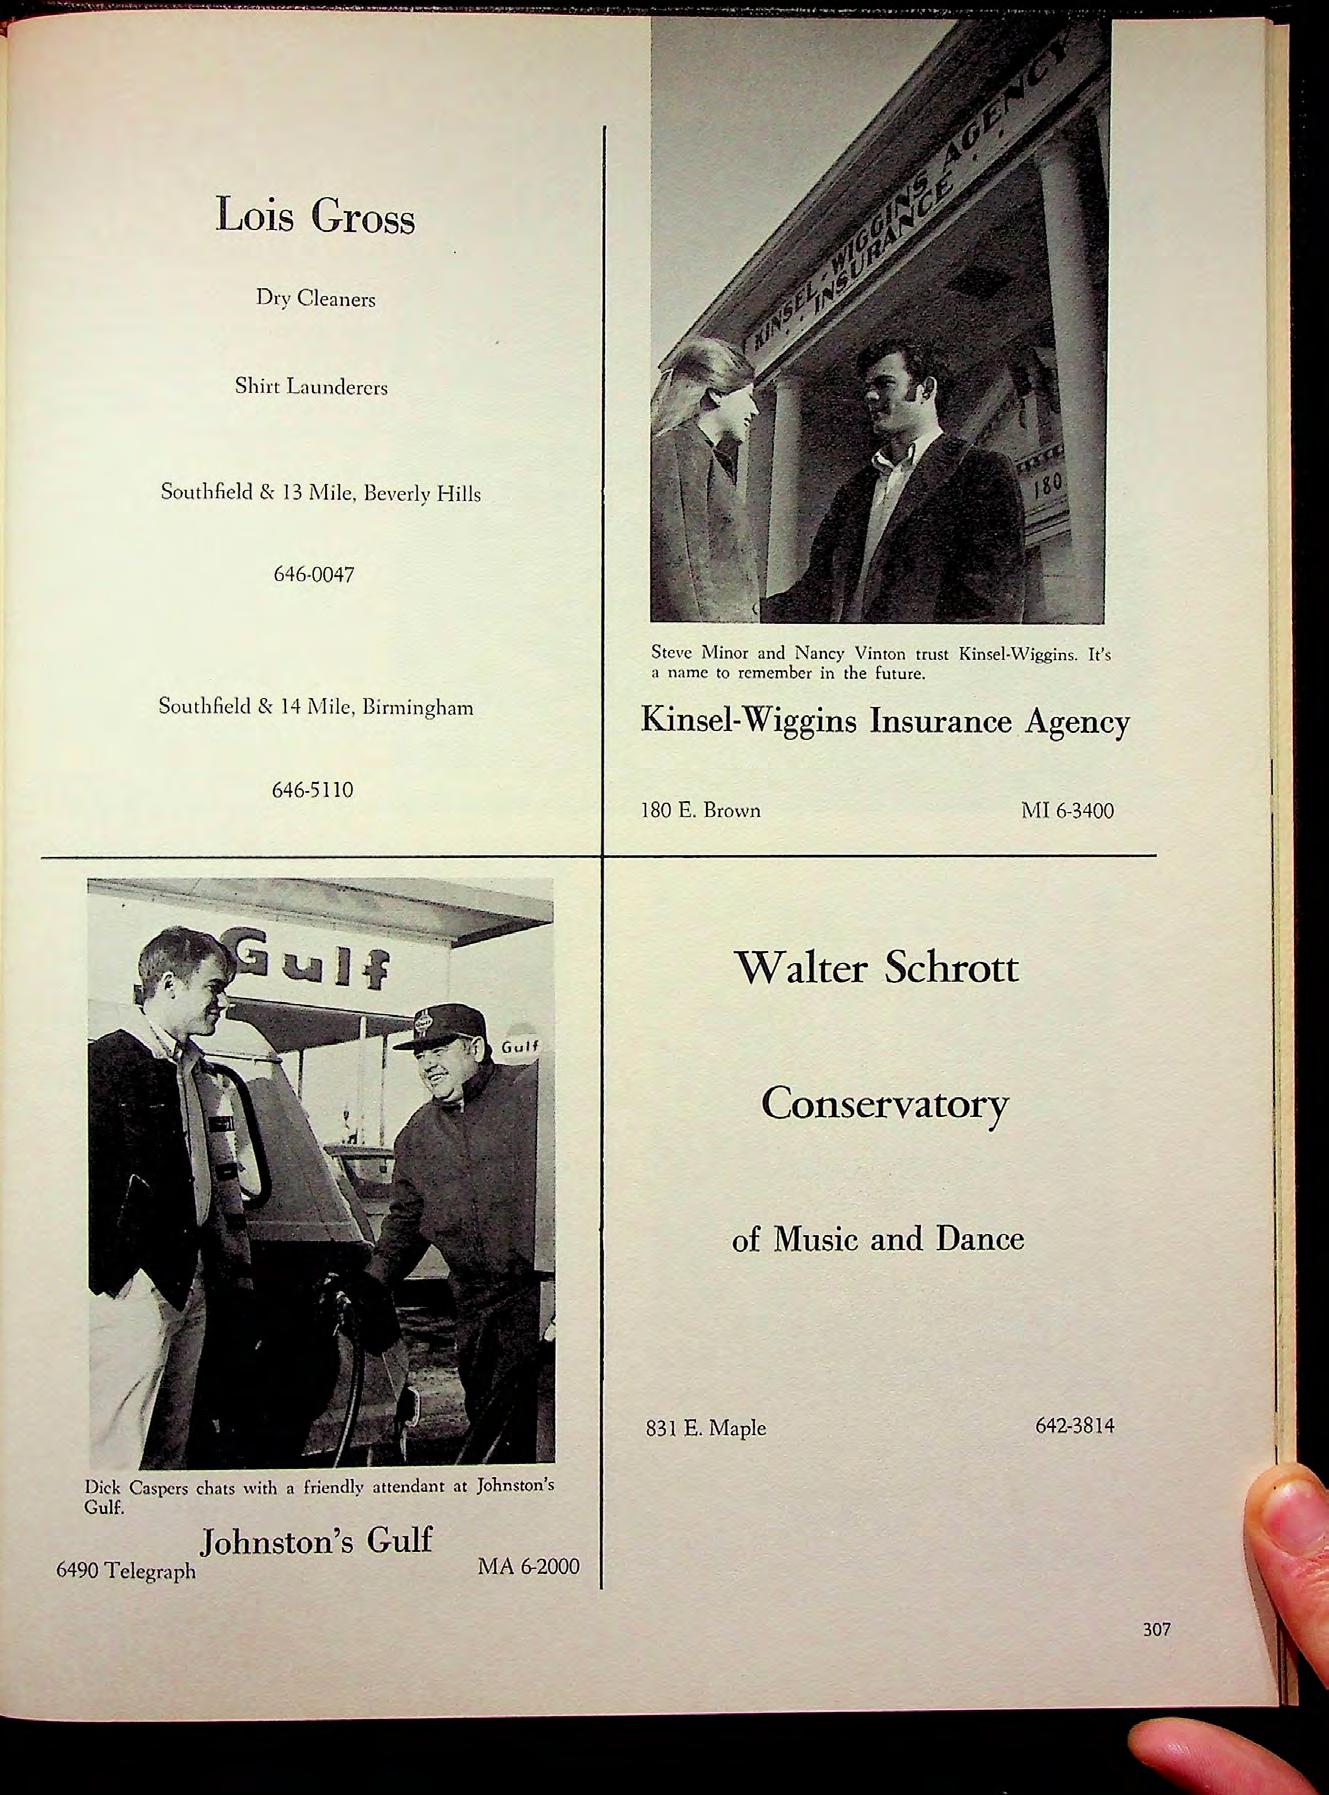 Lois Gross
Dry Cleaners
Shirt Launderers
Southfield & 13 Mile, Beverly Hills
646-0047
Southfield & 14 Mile, Birmingham
646-5110
KINSEL-WIGGINS AGENCY
. . INSURANCE . .
180
Steve Minor and Nancy Vinton trust Kinsel-Wiggins. It's
a name to remember in the future.
Kinsel-Wiggins Insurance Agency
180 E. Brown MI 6-3400
Gulf
Gulf
Dick Caspers chats with a friendly attendant at Johnston's
Gulf.
Johnston's Gulf
6490 Telegraph MA 6-2000
Walter Schrott
Conservatory
of Music and Dance
831 E. Maple 642-3814
307